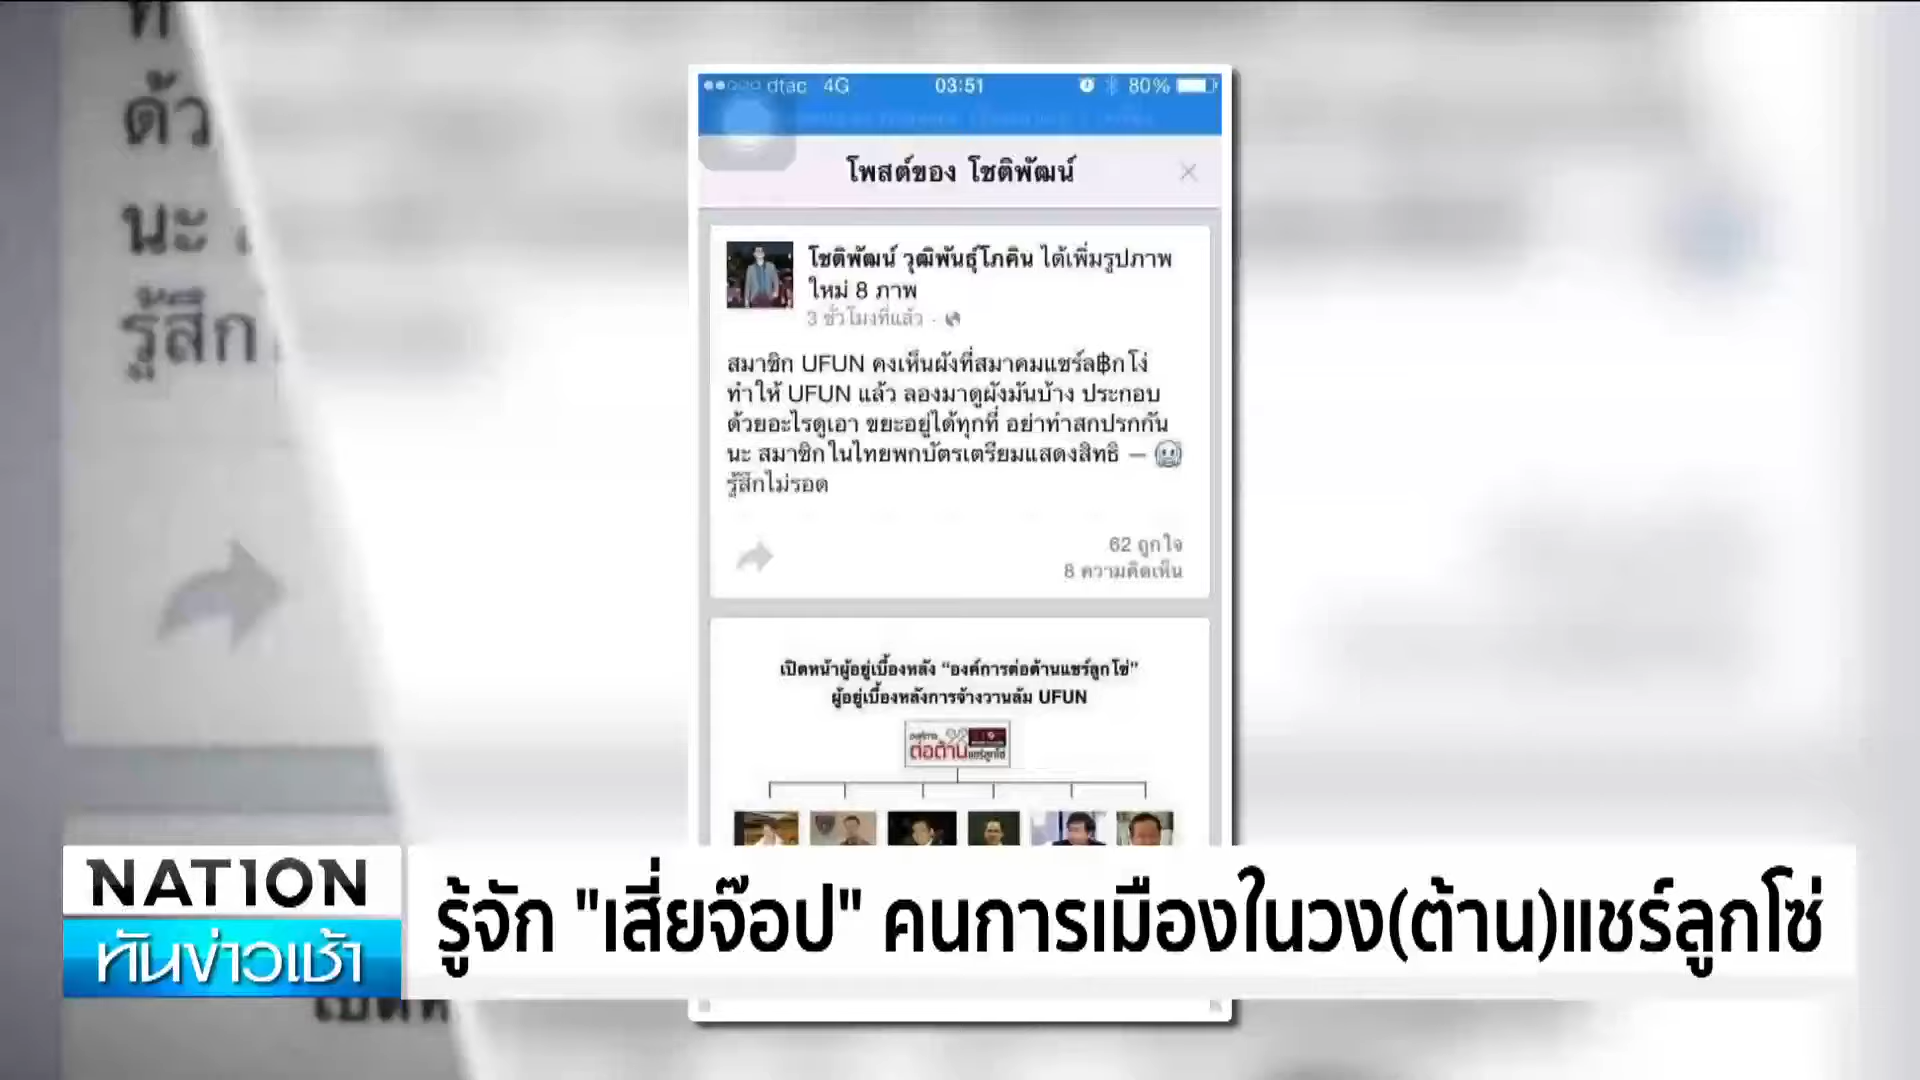 dtac 4G 03:51 80%
โพสต์ของ โชติพัฒน์
โชติพัฒน์ วุฒิพันธุ์โภคิน ได้เพิ่มรูปภาพ
ใหม่ 8 ภาพ
3 ชั่วโมงที่แล้ว
สมาชิก UFUN คงเห็นผังที่สมาคมแชร์ล฿กโง่
ทำให้ UFUN แล้ว ลองมาดูผังมันบ้าง ประกอบ
ด้วยอะไรดูเอา ขยะอยู่ได้ทุกที่ อย่าทำสกปรกกัน
นะ สมาชิกในไทยพกบัตรเตรียมแสดงสิทธิ —
รู้สึกไม่รอด
62 ถูกใจ
8 ความคิดเห็น
เปิดหน้าผู้อยู่เบื้องหลัง “องค์การต่อต้านแชร์ลูกโซ่”
ผู้อยู่เบื้องหลังการจ้างวานล้ม UFUN
ต่อต้านแชร์ลูกโซ่
ด้ว
นะ
รู้สึก
NATION
ทันข่าวเช้า
รู้จัก "เสี่ยจ๊อป" คนการเมืองในวง(ต้าน)แชร์ลูกโซ่